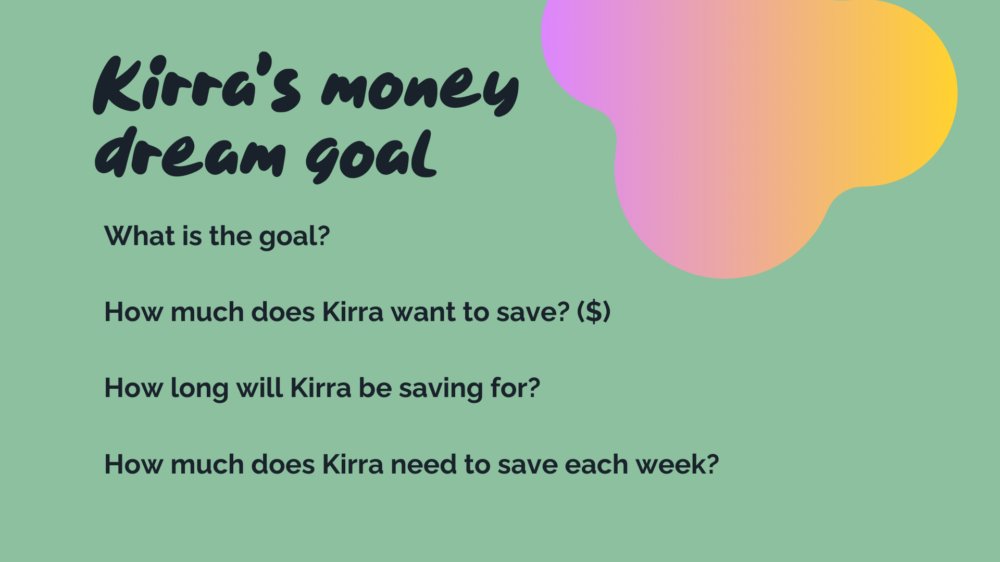 Kirra's money
dream goal
What is the goal?
How much does Kirra want to save? ($)
How long will Kirra be saving for?
How much does Kirra need to save each week?